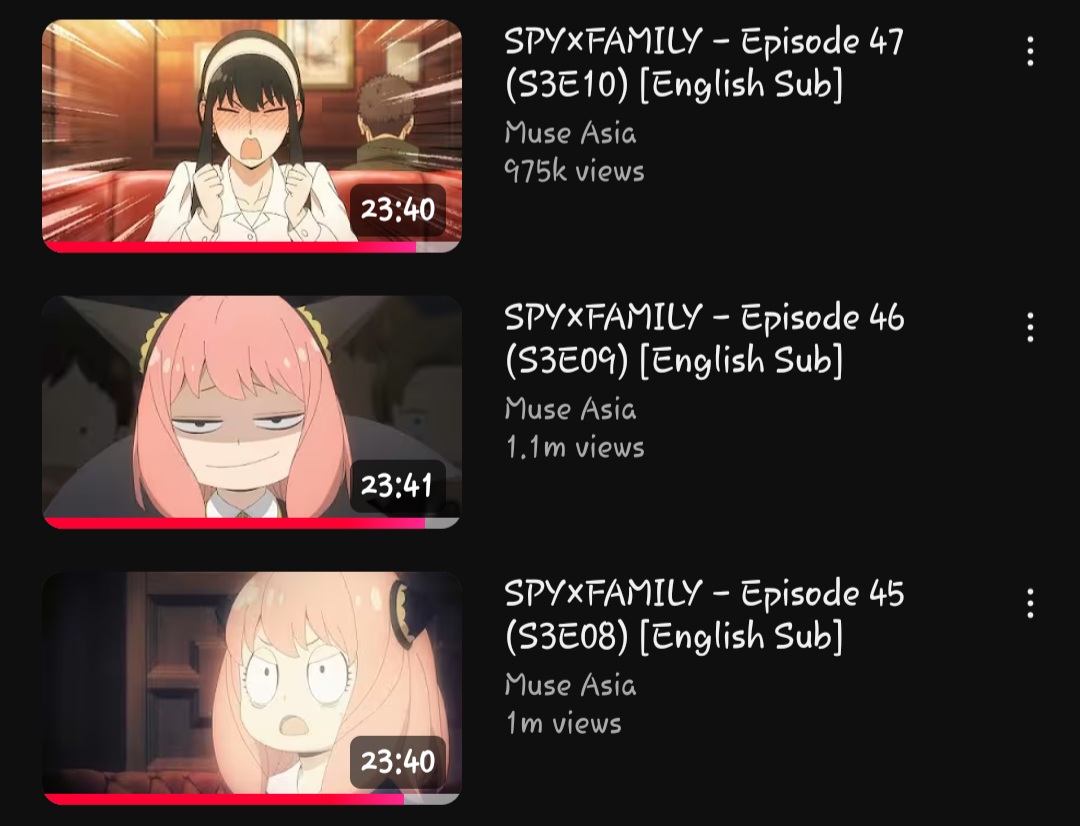 SPY×FAMILY - Episode 47
(S3E10) [English Sub]
Muse Asia
975k views
23:40
SPY×FAMILY - Episode 46
(S3E09) [English Sub]
Muse Asia
1.1m views
23:41
SPY×FAMILY - Episode 45
(S3E08) [English Sub]
Muse Asia
1m views
23:40